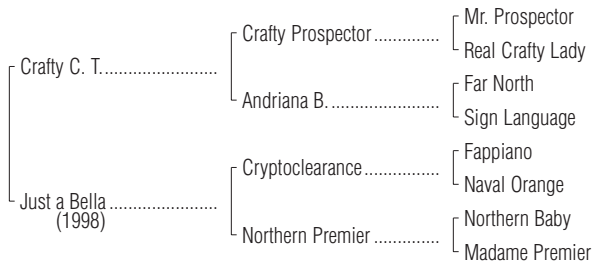 Mr. Prospector
Crafty Prospector..............
Real Crafty Lady
Crafty C. T.........................
Far North
Andriana B. .......................
Sign Language
Fappiano
Cryptoclearance................
Naval Orange
Just a Bella .......................
(1998)
Northern Baby
Northern Premier ..............
Madame Premier